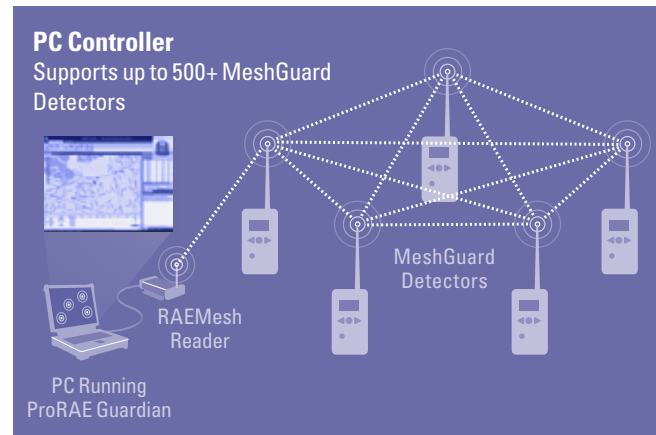 PC Controller
Supports up to 500+ MeshGuard
Detectors
MeshGuard
Detectors
RAEMesh
Reader
PC Running
ProRAE Guardian